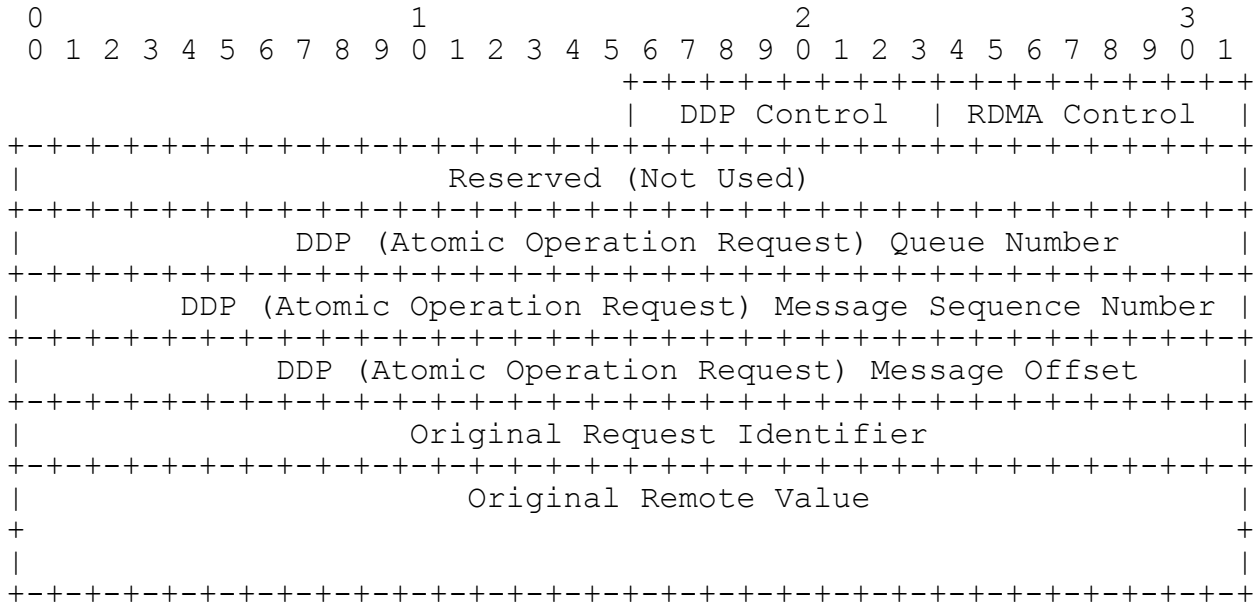 0                   1                   2                   3
 0 1 2 3 4 5 6 7 8 9 0 1 2 3 4 5 6 7 8 9 0 1 2 3 4 5 6 7 8 9 0 1
                                +-+-+-+-+-+-+-+-+-+-+-+-+-+-+-+-+
                                |  DDP Control  | RDMA Control  |
+-+-+-+-+-+-+-+-+-+-+-+-+-+-+-+-+-+-+-+-+-+-+-+-+-+-+-+-+-+-+-+-+
|                      Reserved (Not Used)                      |
+-+-+-+-+-+-+-+-+-+-+-+-+-+-+-+-+-+-+-+-+-+-+-+-+-+-+-+-+-+-+-+-+
|              DDP (Atomic Operation Request) Queue Number      |
+-+-+-+-+-+-+-+-+-+-+-+-+-+-+-+-+-+-+-+-+-+-+-+-+-+-+-+-+-+-+-+-+
|        DDP (Atomic Operation Request) Message Sequence Number |
+-+-+-+-+-+-+-+-+-+-+-+-+-+-+-+-+-+-+-+-+-+-+-+-+-+-+-+-+-+-+-+-+
|             DDP (Atomic Operation Request) Message Offset     |
+-+-+-+-+-+-+-+-+-+-+-+-+-+-+-+-+-+-+-+-+-+-+-+-+-+-+-+-+-+-+-+-+
|                    Original Request Identifier                |
+-+-+-+-+-+-+-+-+-+-+-+-+-+-+-+-+-+-+-+-+-+-+-+-+-+-+-+-+-+-+-+-+
|                       Original Remote Value                   |
+                                                               +
|                                                               |
+-+-+-+-+-+-+-+-+-+-+-+-+-+-+-+-+-+-+-+-+-+-+-+-+-+-+-+-+-+-+-+-+